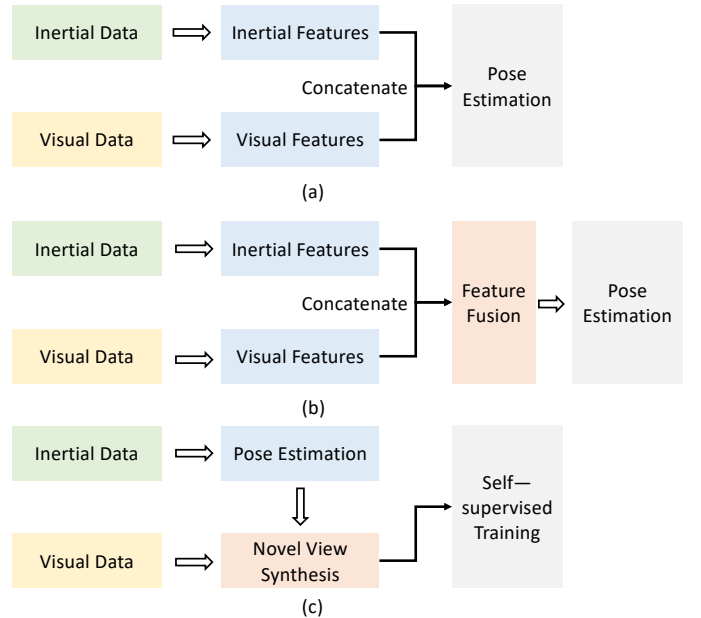 Inertial Data
Inertial Features
Concatenate
Pose
Estimation
Visual Data
Visual Features
(a)
Inertial Data
Inertial Features
Concatenate
Feature
Fusion
Pose
Estimation
Visual Data
Visual Features
(b)
Inertial Data
Pose Estimation
Self—
supervised
Training
Visual Data
Novel View
Synthesis
(c)